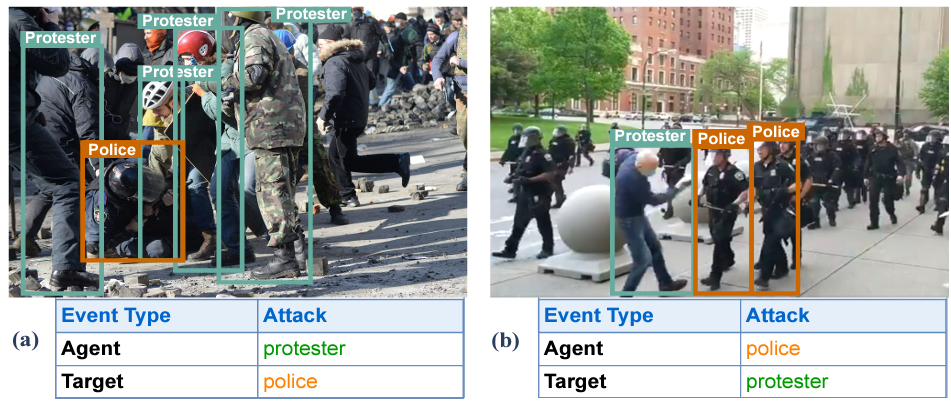 Protester
Protester
Protester
Protester
Police
Protester
Police
Police
(a)
Event Type Attack
Agent protester
Target police
(b)
Event Type Attack
Agent police
Target protester